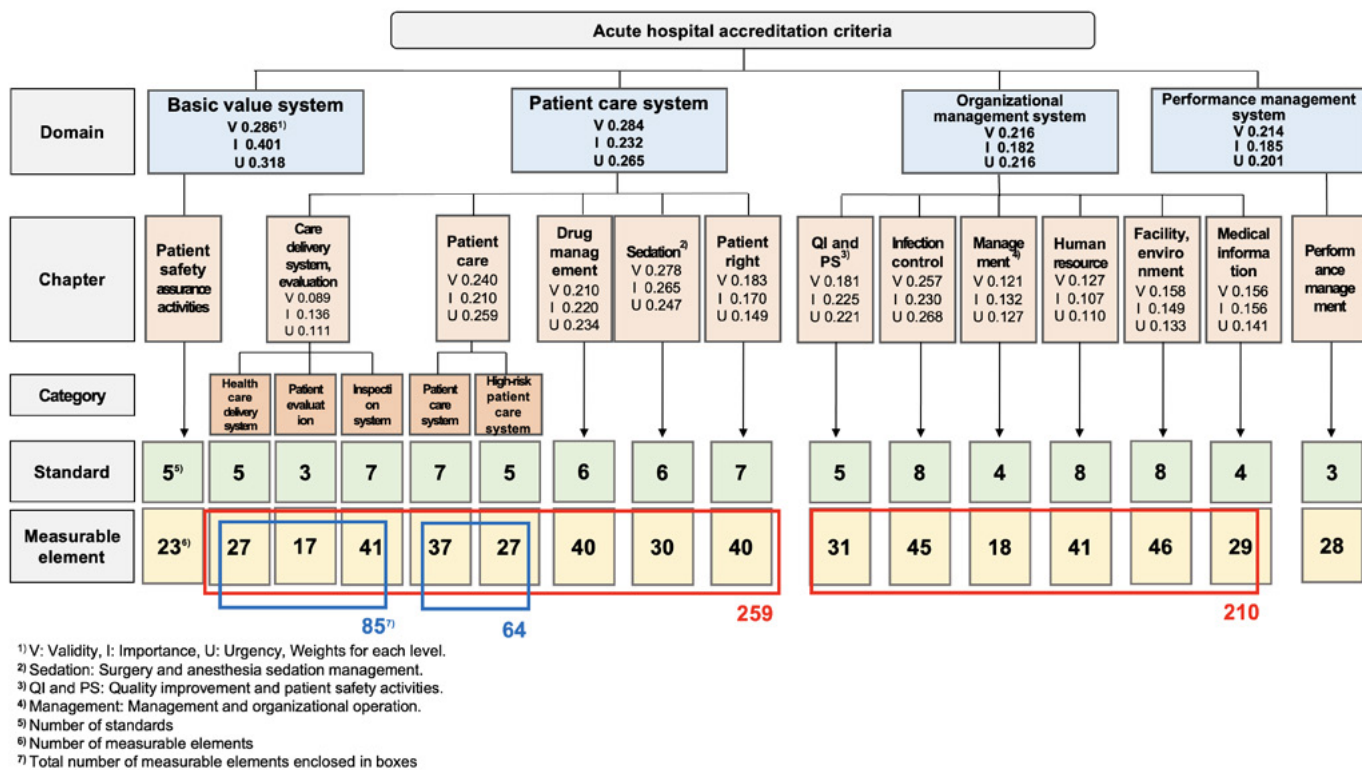 Acute hospital accreditation criteria
Domain
Basic value system
V 0.286¹⁾
I 0.401
U 0.318
Patient care system
V 0.284
I 0.232
U 0.265
Organizational
management system
V 0.216
I 0.182
U 0.216
Performance management
system
V 0.214
I 0.185
U 0.201
Chapter
Patient
safety
assurance
activities
Care
delivery
system,
evaluation
V 0.089
I 0.136
U 0.111
Patient
care
V 0.240
I 0.210
U 0.259
Drug
manag
ement
V 0.210
I 0.220
U 0.234
Sedation²⁾
V 0.278
I 0.265
U 0.247
Patient
right
V 0.183
I 0.170
U 0.149
QI and
PS³⁾
V 0.181
I 0.225
U 0.221
Infection
control
V 0.257
I 0.230
U 0.268
Manage
ment⁴⁾
V 0.121
I 0.132
U 0.127
Human
resource
V 0.127
I 0.107
U 0.110
Facility,
enviro
nment
V 0.158
I 0.149
U 0.133
Medical
informa
tion
V 0.156
I 0.156
U 0.141
Perform
ance
manage
ment
Category
Health
care
delivery
system
Patient
evaluat
ion
Inspecti
on
system
Patient
care
system
High-risk
patient
care
system
Standard
5⁵⁾ 5 3 7 7 5 6 6 7 5 8 4 8 8 4 3
Measurable
element
23⁶⁾ 27 17 41 37 27 40 30 40 31 45 18 41 46 29 28
85⁷⁾ 64 259 210
¹⁾ V: Validity, I: Importance, U: Urgency, Weights for each level.
²⁾ Sedation: Surgery and anesthesia sedation management.
³⁾ QI and PS: Quality improvement and patient safety activities.
⁴⁾ Management: Management and organizational operation.
⁵⁾ Number of standards
⁶⁾ Number of measurable elements
⁷⁾ Total number of measurable elements enclosed in boxes